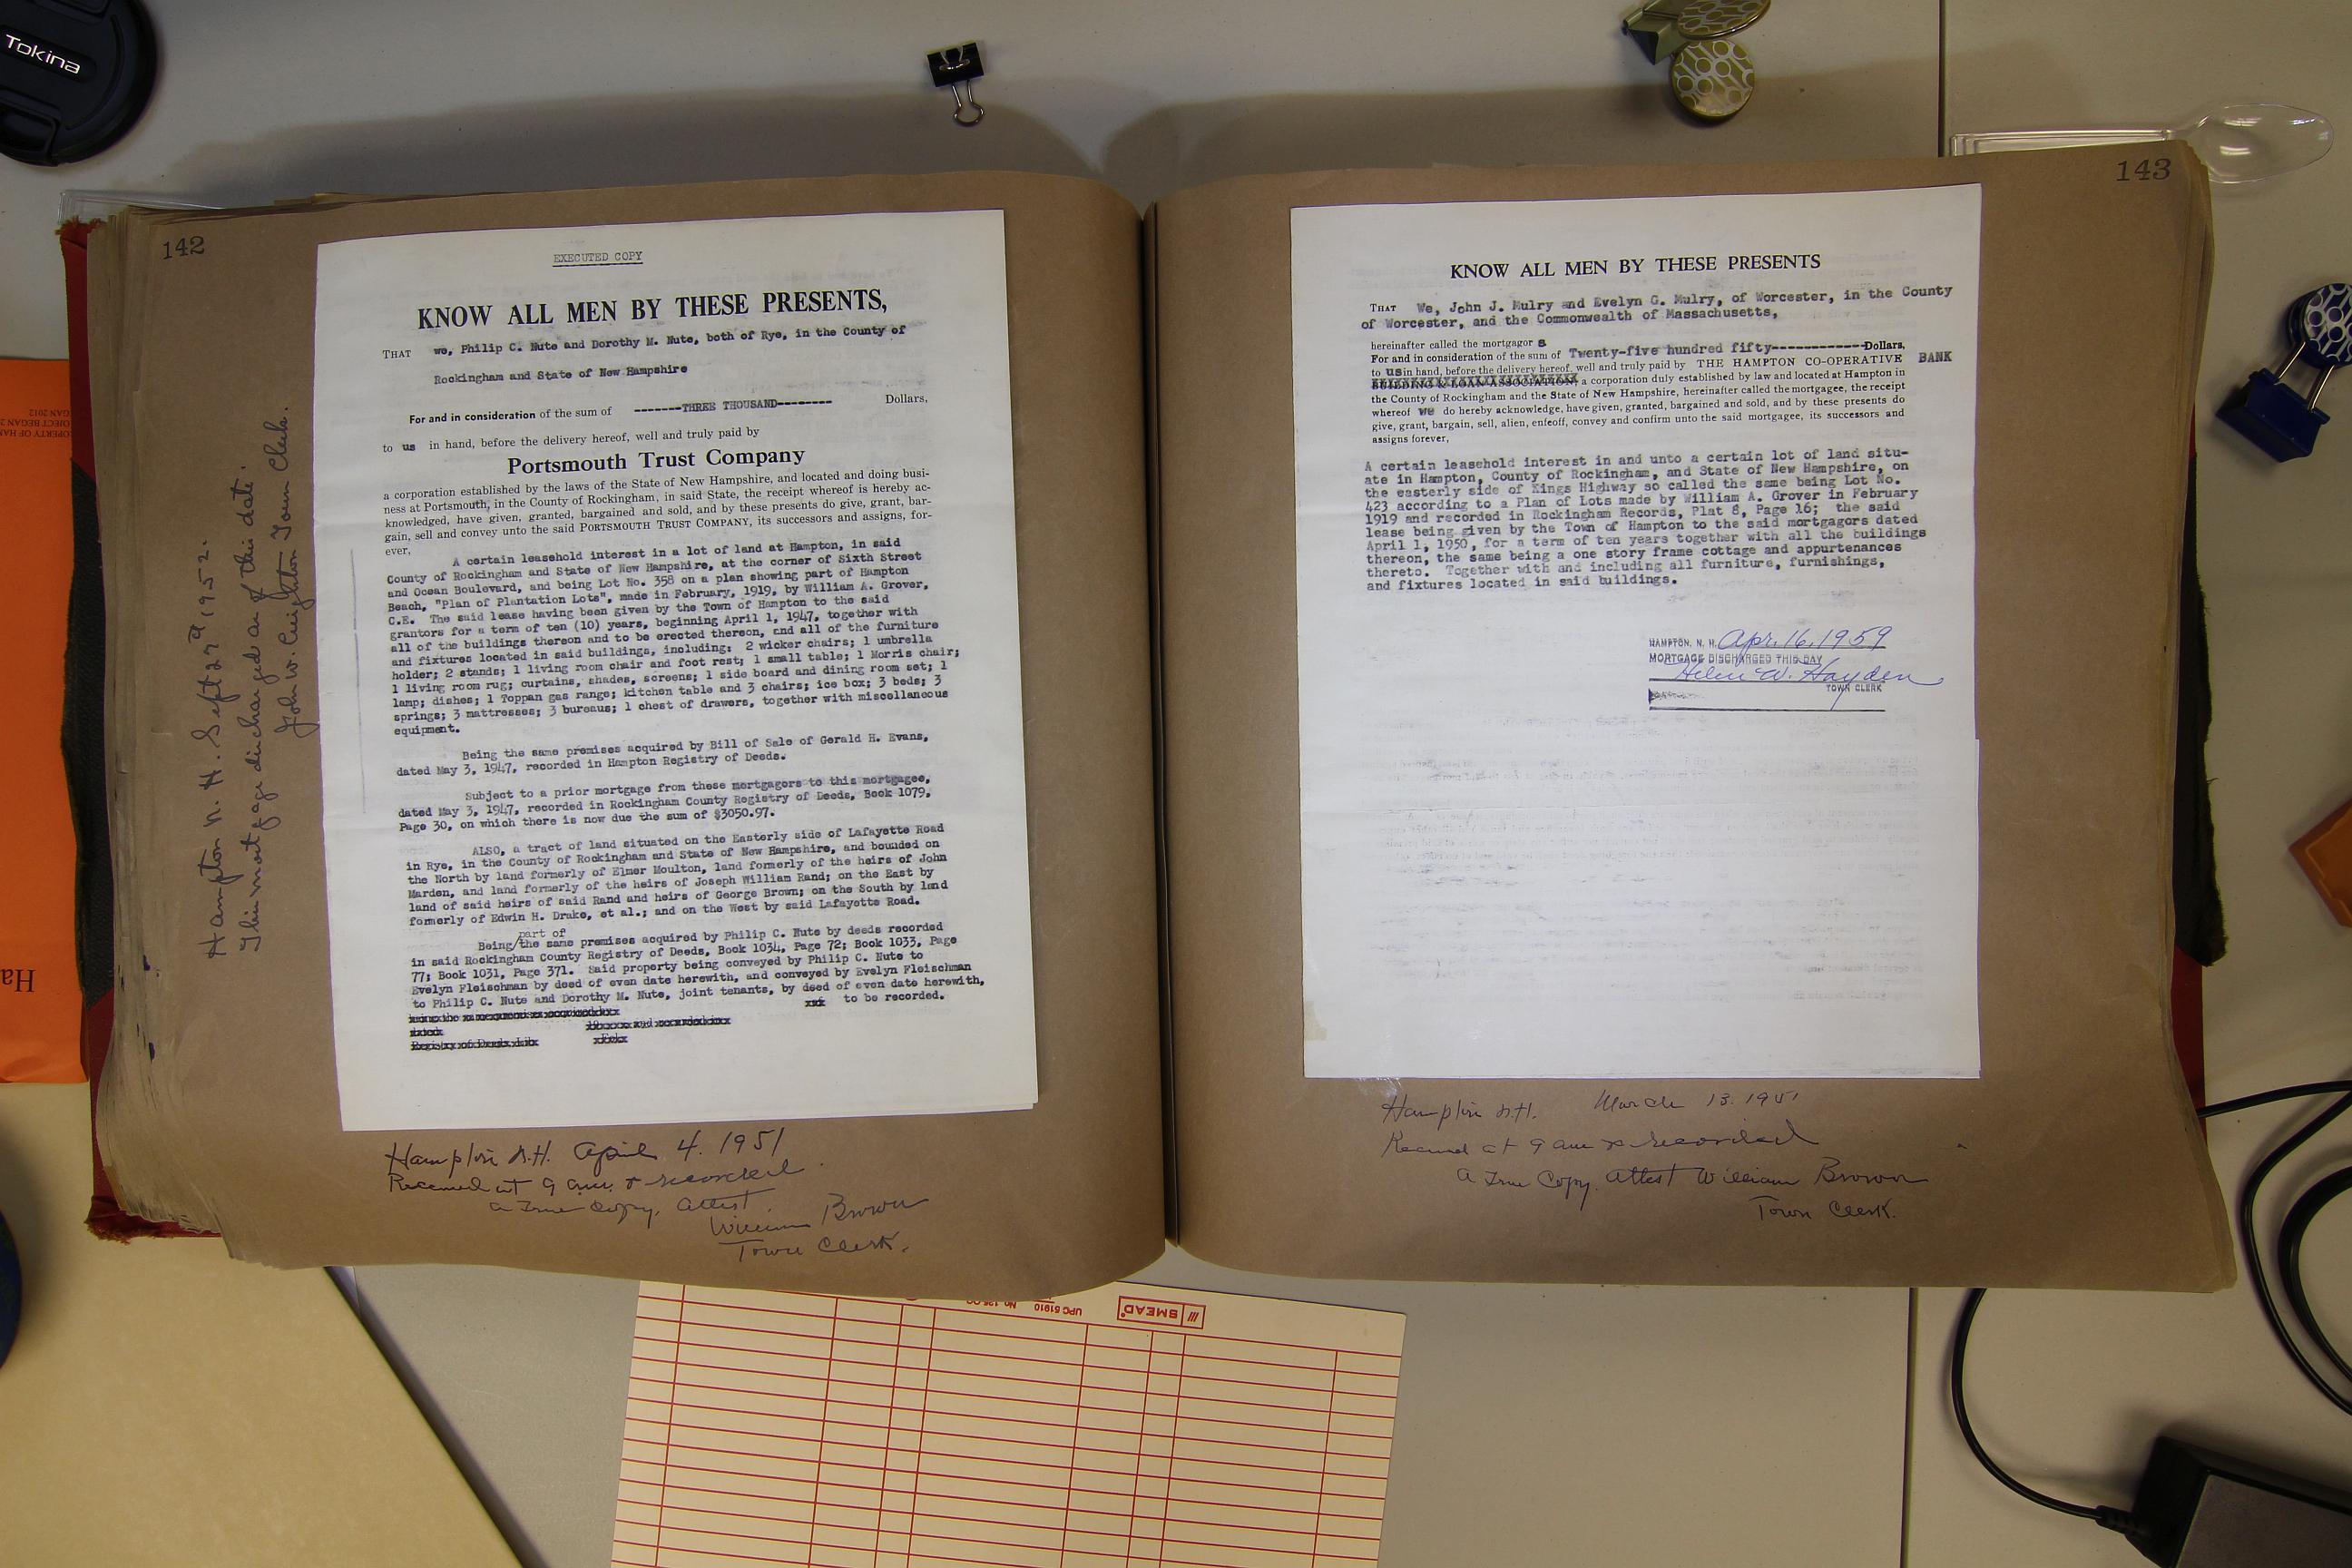 Tokina
142
EXECUTED COPY
KNOW ALL MEN BY THESE PRESENTS,
THAT we, Philip C. Nute and Dorothy M. Nute, both of Rye, in the County of
Rockingham and State of New Hampshire
For and in consideration of the sum of -------THREE THOUSAND-------- Dollars,
to us in hand, before the delivery hereof, well and truly paid by
Portsmouth Trust Company
a corporation established by the laws of the State of New Hampshire, and located and doing busi-
ness at Portsmouth, in the County of Rockingham, in said State, the receipt whereof is hereby ac-
knowledged, have given, granted, bargained and sold, and by these presents do give, grant, bar-
gain, sell and convey unto the said PORTSMOUTH TRUST COMPANY, its successors and assigns, for-
ever,
A certain leasehold interest in a lot of land at Hampton, in said
County of Rockingham and State of New Hampshire, at the corner of Sixth Street
and Ocean Boulevard, and being Lot No. 358 on a plan showing part of Hampton
Beach, "Plan of Plantation Lots", made in February, 1919, by William A. Grover,
C.E. The said lease having been given by the Town of Hampton to the said
grantors for a term of ten (10) years, beginning April 1, 1947, together with
all of the buildings thereon and to be erected thereon, and all of the furniture
and fixtures located in said buildings, including: 2 wicker chairs; 1 umbrella
holder; 2 stands; 1 living room chair and foot rest; 1 small table; 1 Morris chair;
1 living room rug; curtains, shades, screens; 1 side board and dining room set; 1
lamp; dishes; 1 Toppan gas range; kitchen table and 3 chairs; ice box; 3 beds; 3
springs; 3 mattresses; 3 bureaus; 1 chest of drawers, together with miscellaneous
equipment.
Being the same premises acquired by Bill of Sale of Gerald H. Evans,
dated May 3, 1947, recorded in Hampton Registry of Deeds.
Subject to a prior mortgage from these mortgagors to this mortgagee,
dated May 3, 1947, recorded in Rockingham County Registry of Deeds, Book 1079,
Page 30, on which there is now due the sum of $3050.97.
ALSO, a tract of land situated on the Easterly side of Lafayette Road
in Rye, in the County of Rockingham and State of New Hampshire, and bounded on
the North by land formerly of Elmer Moulton, land formerly of the heirs of John
Marden, and land formerly of the heirs of Joseph William Rand; on the East by
land of said heirs of said Rand and heirs of George Brown; on the South by land
formerly of Edwin H. Drake, et al.; and on the West by said Lafayette Road.
part of
Being/the same premises acquired by Philip C. Nute by deeds recorded
in said Rockingham County Registry of Deeds, Book 1034, Page 72; Book 1033, Page
77; Book 1031, Page 371. Said property being conveyed by Philip C. Nute to
Evelyn Fleischman by deed of even date herewith, and conveyed by Evelyn Fleischman
to Philip C. Nute and Dorothy M. Nute, joint tenants, by deed of even date herewith,
to be recorded.
Hampton N.H. April 4. 1951
Received at 9 am. & recorded
a True Copy, Attest
William Brown
Town Clerk.
Hampton N. H. Sept 27th 1952.
This mortgage discharged as of this date.
John W. Creighton Town Clerk.
143
KNOW ALL MEN BY THESE PRESENTS
THAT We, John J. Mulry and Evelyn G. Mulry, of Worcester, in the County
of Worcester, and the Commonwealth of Massachusetts,
hereinafter called the mortgagor s
For and in consideration of the sum of Twenty-five hundred fifty------------Dollars,
to us in hand, before the delivery hereof, well and truly paid by THE HAMPTON CO-OPERATIVE BANK
BUILDING & LOAN ASSOCIATION, a corporation duly established by law and located at Hampton in
the County of Rockingham and the State of New Hampshire, hereinafter called the mortgagee, the receipt
whereof we do hereby acknowledge, have given, granted, bargained and sold, and by these presents do
give, grant, bargain, sell, alien, enfeoff, convey and confirm unto the said mortgagee, its successors and
assigns forever,
A certain leasehold interest in and unto a certain lot of land situ-
ate in Hampton, County of Rockingham, and State of New Hampshire, on
the easterly side of Kings Highway so called the same being Lot No.
423 according to a Plan of Lots made by William A. Grover in February
1919 and recorded in Rockingham Records, Plat 8, Page 16; the said
lease being given by the Town of Hampton to the said mortgagors dated
April 1, 1950, for a term of ten years together with all the buildings
thereon, the same being a one story frame cottage and appurtenances
thereto. Together with and including all furniture, furnishings,
and fixtures located in said buildings.
HAMPTON, N. H. Apr. 16, 1959
MORTGAGE DISCHARGED THIS DAY
Helen W. Hayden
TOWN CLERK
Hampton N.H. March 13. 1951
Received at 9 am & recorded
a True Copy. Attest William Brown
Town Clerk.
SMEAD
UPC 51910